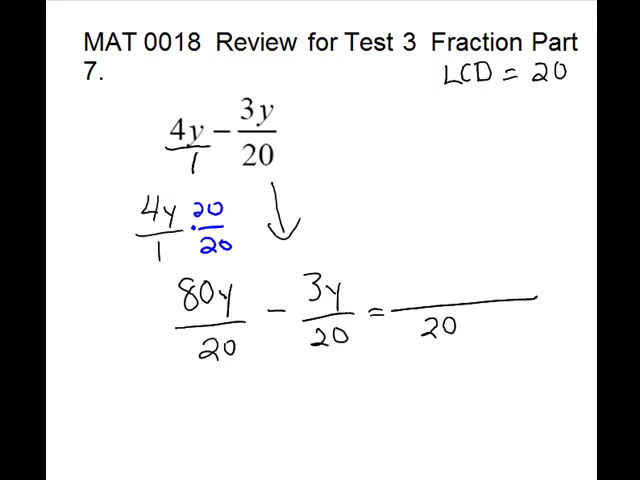 MAT 0018 Review for Test 3 Fraction Part
7.
LCD = 20
4y/1 − 3y/20
4y/1 · 20/20
80y/20 − 3y/20 = /20